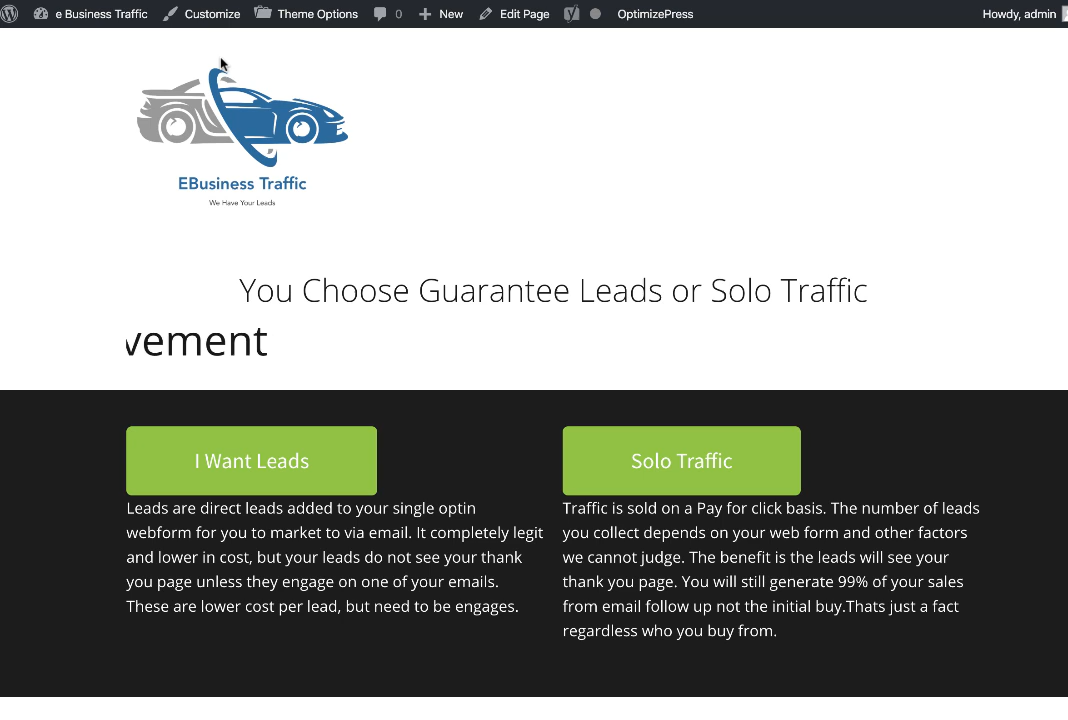 e Business Traffic Customize Theme Options 0 New Edit Page OptimizePress Howdy, admin
EBusiness Traffic
We Have Your Leads
You Choose Guarantee Leads or Solo Traffic
vement
I Want Leads
Leads are direct leads added to your single optin
webform for you to market to via email. It completely legit
and lower in cost, but your leads do not see your thank
you page unless they engage on one of your emails.
These are lower cost per lead, but need to be engages.
Solo Traffic
Traffic is sold on a Pay for click basis. The number of leads
you collect depends on your web form and other factors
we cannot judge. The benefit is the leads will see your
thank you page. You will still generate 99% of your sales
from email follow up not the initial buy.Thats just a fact
regardless who you buy from.